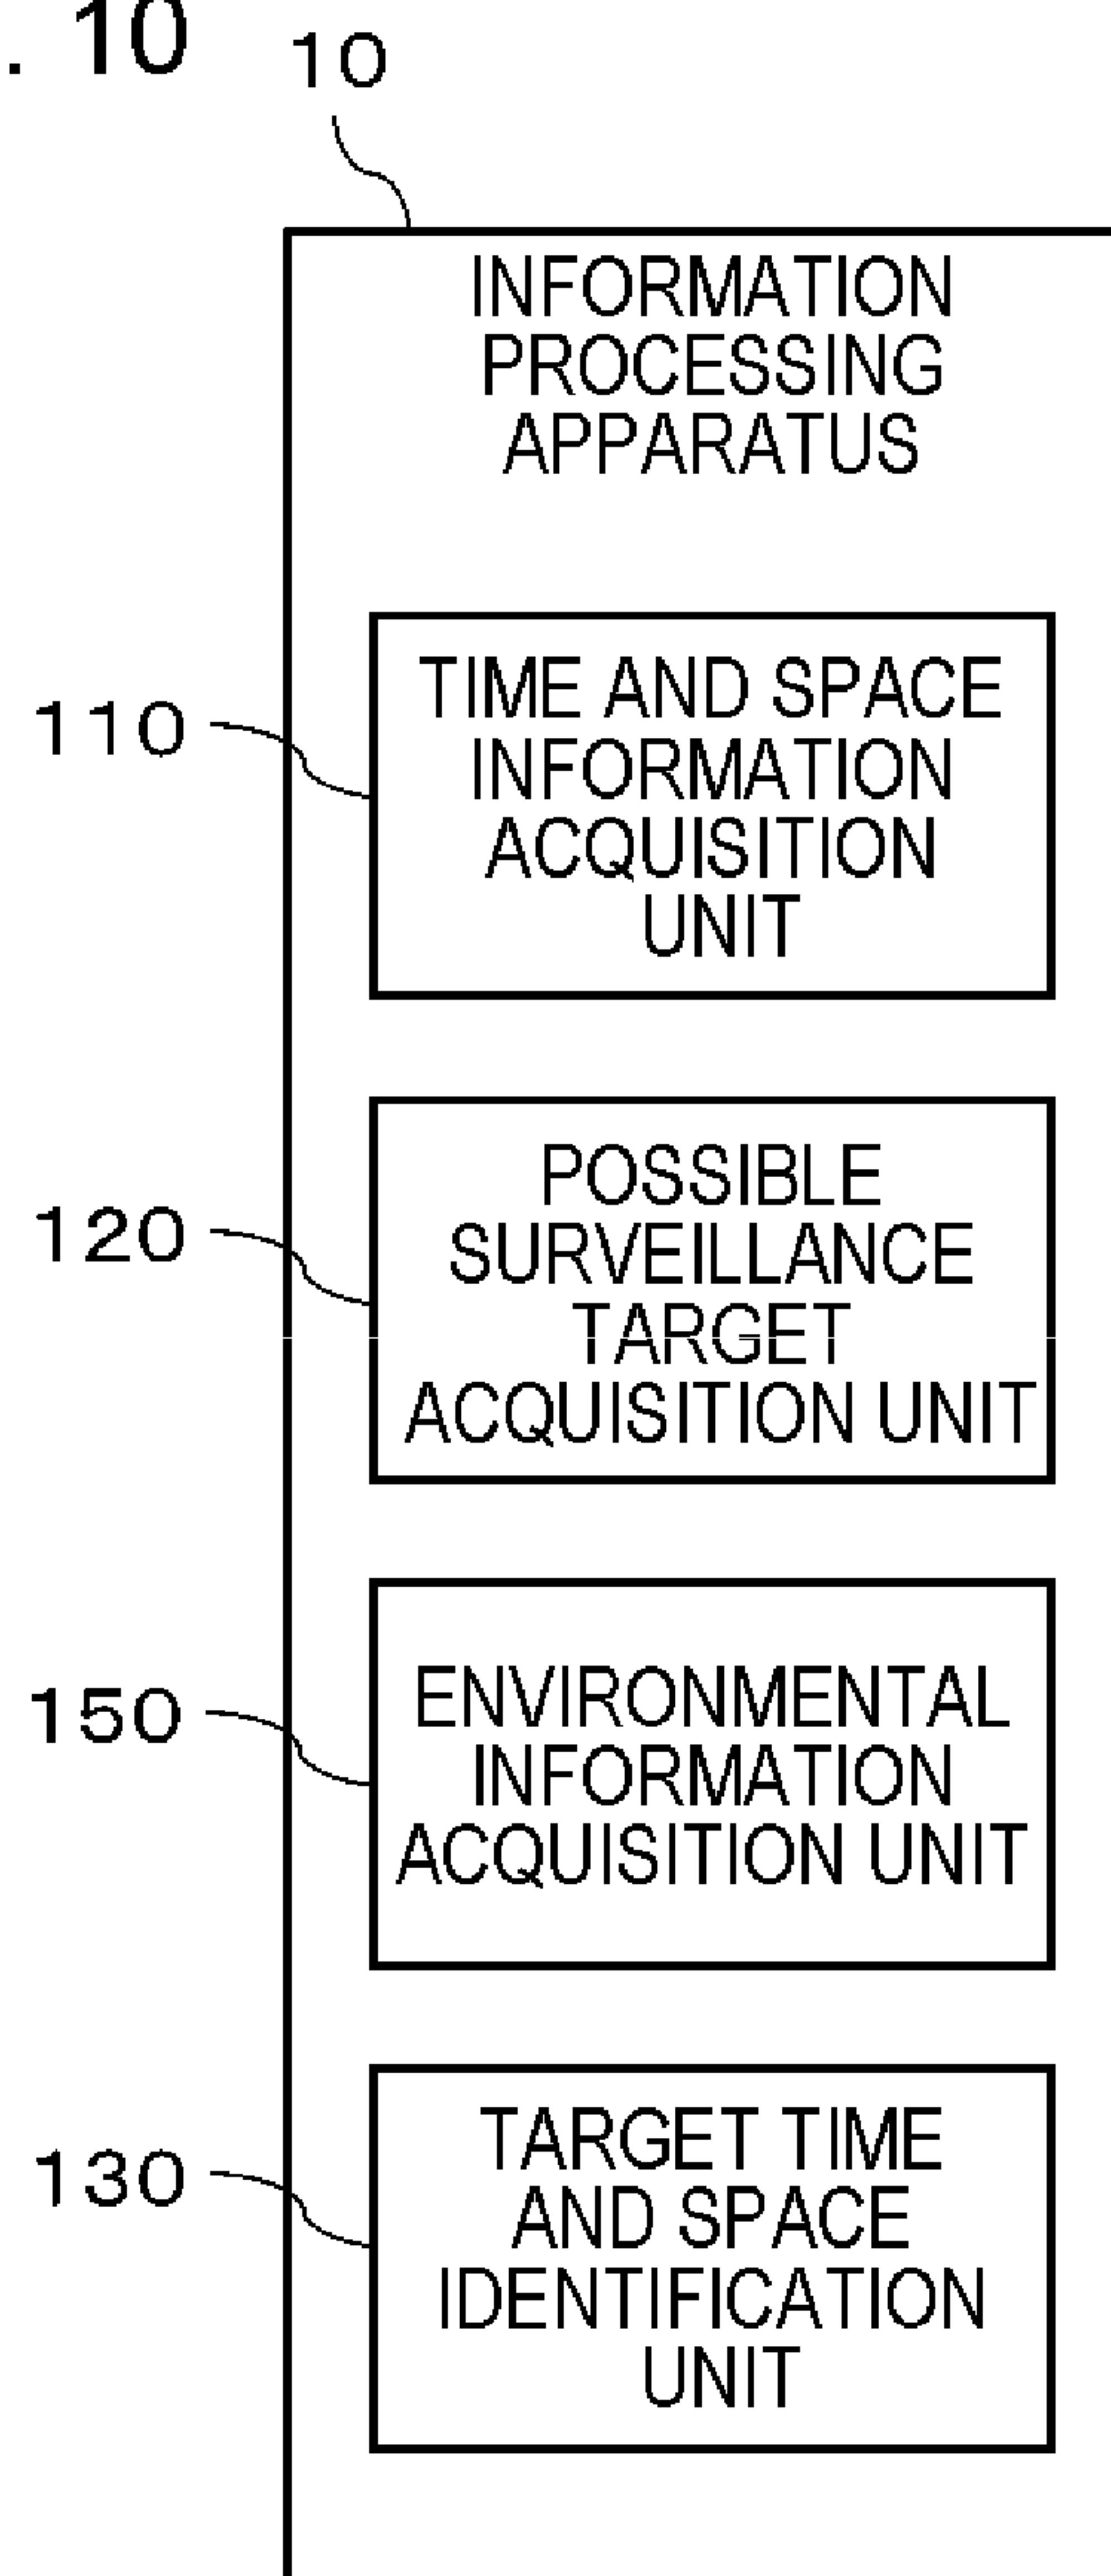 . 10
10
INFORMATION
PROCESSING
APPARATUS
110
TIME AND SPACE
INFORMATION
ACQUISITION
UNIT
120
POSSIBLE
SURVEILLANCE
TARGET
ACQUISITION UNIT
150
ENVIRONMENTAL
INFORMATION
ACQUISITION UNIT
130
TARGET TIME
AND SPACE
IDENTIFICATION
UNIT